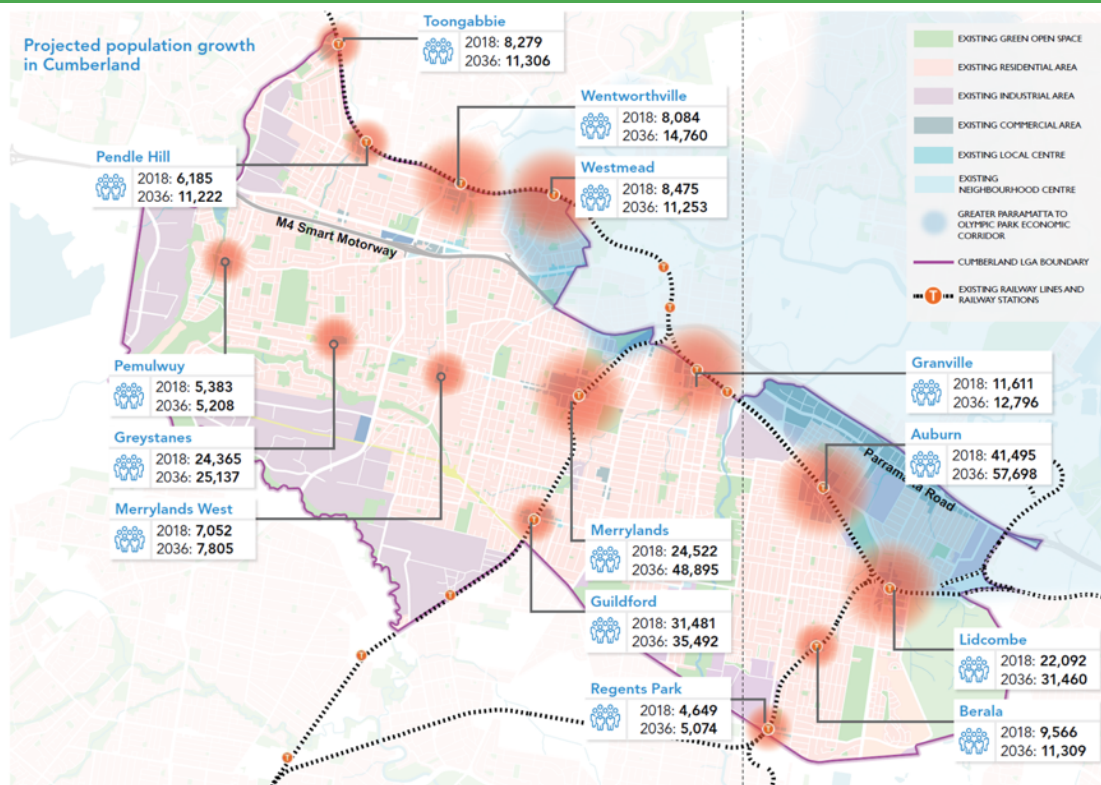 Projected population growth
in Cumberland
Toongabbie
2018: 8,279
2036: 11,306
Wentworthville
2018: 8,084
2036: 14,760
Westmead
2018: 8,475
2036: 11,253
Pendle Hill
2018: 6,185
2036: 11,222
M4 Smart Motorway
Pemulwuy
2018: 5,383
2036: 5,208
Greystanes
2018: 24,365
2036: 25,137
Merrylands West
2018: 7,052
2036: 7,805
Merrylands
2018: 24,522
2036: 48,895
Guildford
2018: 31,481
2036: 35,492
Regents Park
2018: 4,649
2036: 5,074
Granville
2018: 11,611
2036: 12,796
Auburn
2018: 41,495
2036: 57,698
Parramatta Road
Lidcombe
2018: 22,092
2036: 31,460
Berala
2018: 9,566
2036: 11,309
EXISTING GREEN OPEN SPACE
EXISTING RESIDENTIAL AREA
EXISTING INDUSTRIAL AREA
EXISTING COMMERCIAL AREA
EXISTING LOCAL CENTRE
EXISTING
NEIGHBOURHOOD CENTRE
GREATER PARRAMATTA TO
OLYMPIC PARK ECONOMIC
CORRIDOR
CUMBERLAND LGA BOUNDARY
T
EXISTING RAILWAY LINES AND
RAILWAY STATIONS